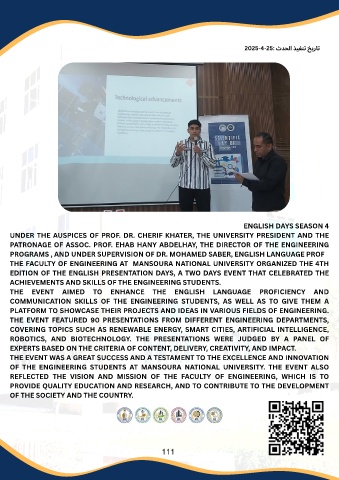 تاريخ تنفيذ الحدث :25-4-2025
Technological advancements
ENGLISH DAYS SEASON 4
UNDER THE AUSPICES OF PROF. DR. CHERIF KHATER, THE UNIVERSITY PRESIDENT AND THE
PATRONAGE OF ASSOC. PROF. EHAB HANY ABDELHAY, THE DIRECTOR OF THE ENGINEERING
PROGRAMS , AND UNDER SUPERVISION OF DR. MOHAMED SABER, ENGLISH LANGUAGE PROF
THE FACULTY OF ENGINEERING AT MANSOURA NATIONAL UNIVERSITY ORGANIZED THE 4TH
EDITION OF THE ENGLISH PRESENTATION DAYS, A TWO DAYS EVENT THAT CELEBRATED THE
ACHIEVEMENTS AND SKILLS OF THE ENGINEERING STUDENTS.
THE EVENT AIMED TO ENHANCE THE ENGLISH LANGUAGE PROFICIENCY AND
COMMUNICATION SKILLS OF THE ENGINEERING STUDENTS, AS WELL AS TO GIVE THEM A
PLATFORM TO SHOWCASE THEIR PROJECTS AND IDEAS IN VARIOUS FIELDS OF ENGINEERING.
THE EVENT FEATURED 90 PRESENTATIONS FROM DIFFERENT ENGINEERING DEPARTMENTS,
COVERING TOPICS SUCH AS RENEWABLE ENERGY, SMART CITIES, ARTIFICIAL INTELLIGENCE,
ROBOTICS, AND BIOTECHNOLOGY. THE PRESENTATIONS WERE JUDGED BY A PANEL OF
EXPERTS BASED ON THE CRITERIA OF CONTENT, DELIVERY, CREATIVITY, AND IMPACT.
THE EVENT WAS A GREAT SUCCESS AND A TESTAMENT TO THE EXCELLENCE AND INNOVATION
OF THE ENGINEERING STUDENTS AT MANSOURA NATIONAL UNIVERSITY. THE EVENT ALSO
REFLECTED THE VISION AND MISSION OF THE FACULTY OF ENGINEERING, WHICH IS TO
PROVIDE QUALITY EDUCATION AND RESEARCH, AND TO CONTRIBUTE TO THE DEVELOPMENT
OF THE SOCIETY AND THE COUNTRY.
111